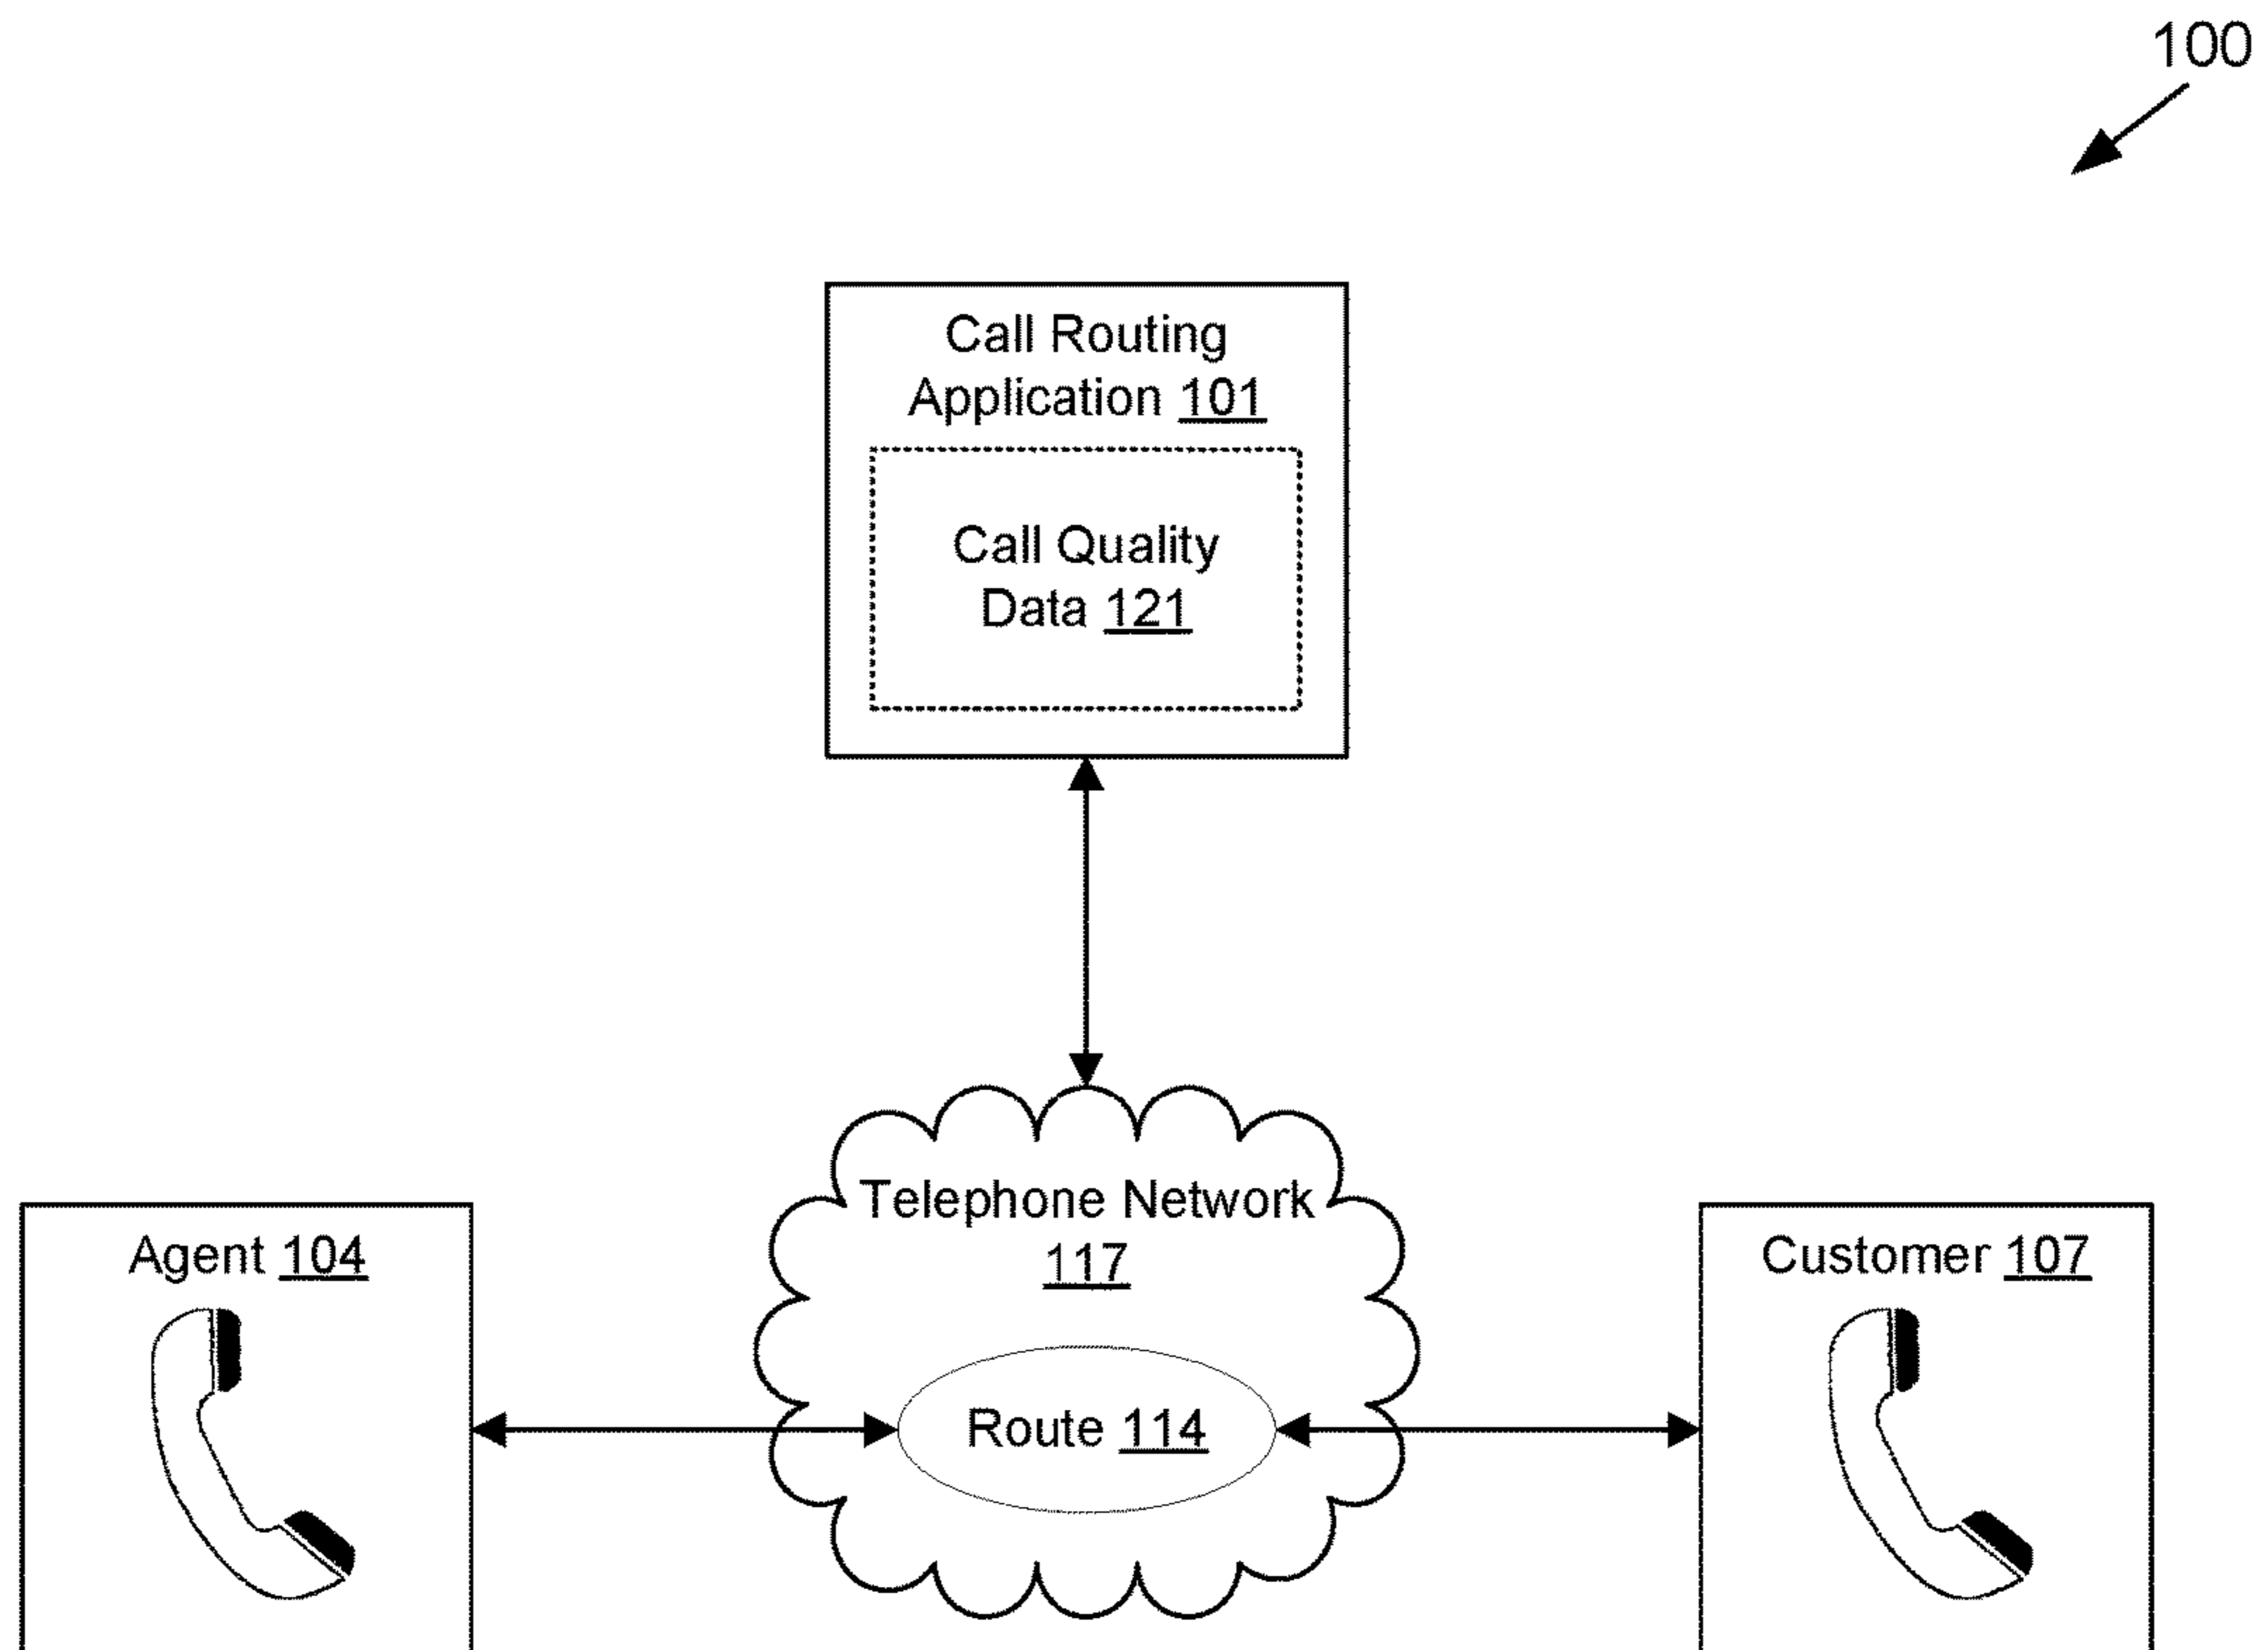 100
Call Routing
Application 101
Call Quality
Data 121
Telephone Network
117
Agent 104
Customer 107
Route 114